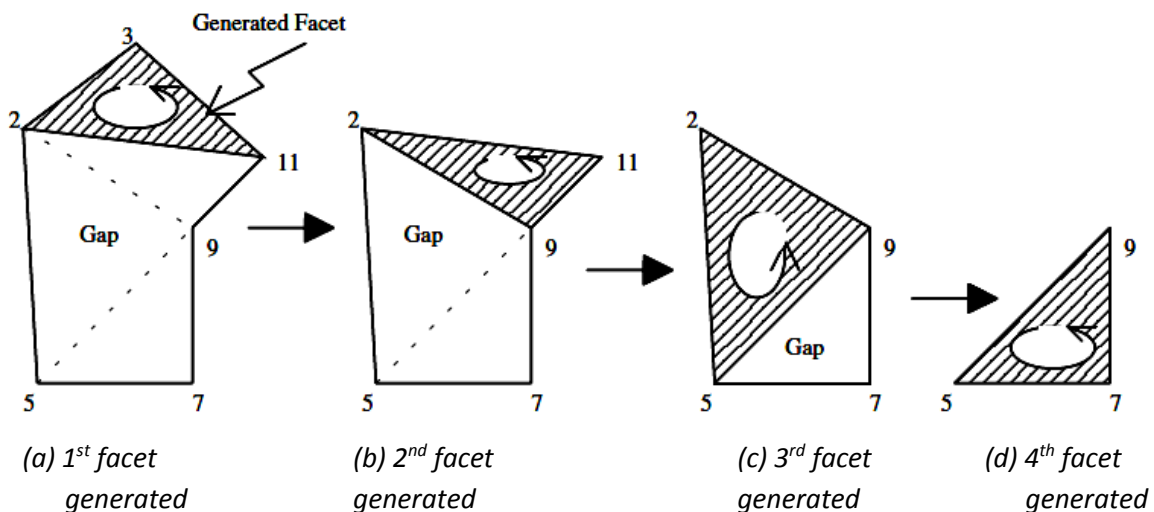 Generated Facet
3
2
11
Gap
9
5
7
2
11
Gap
9
5
7
2
9
Gap
5
7
9
5
7
(a) 1st facet
generated
(b) 2nd facet
generated
(c) 3rd facet
generated
(d) 4th facet
generated